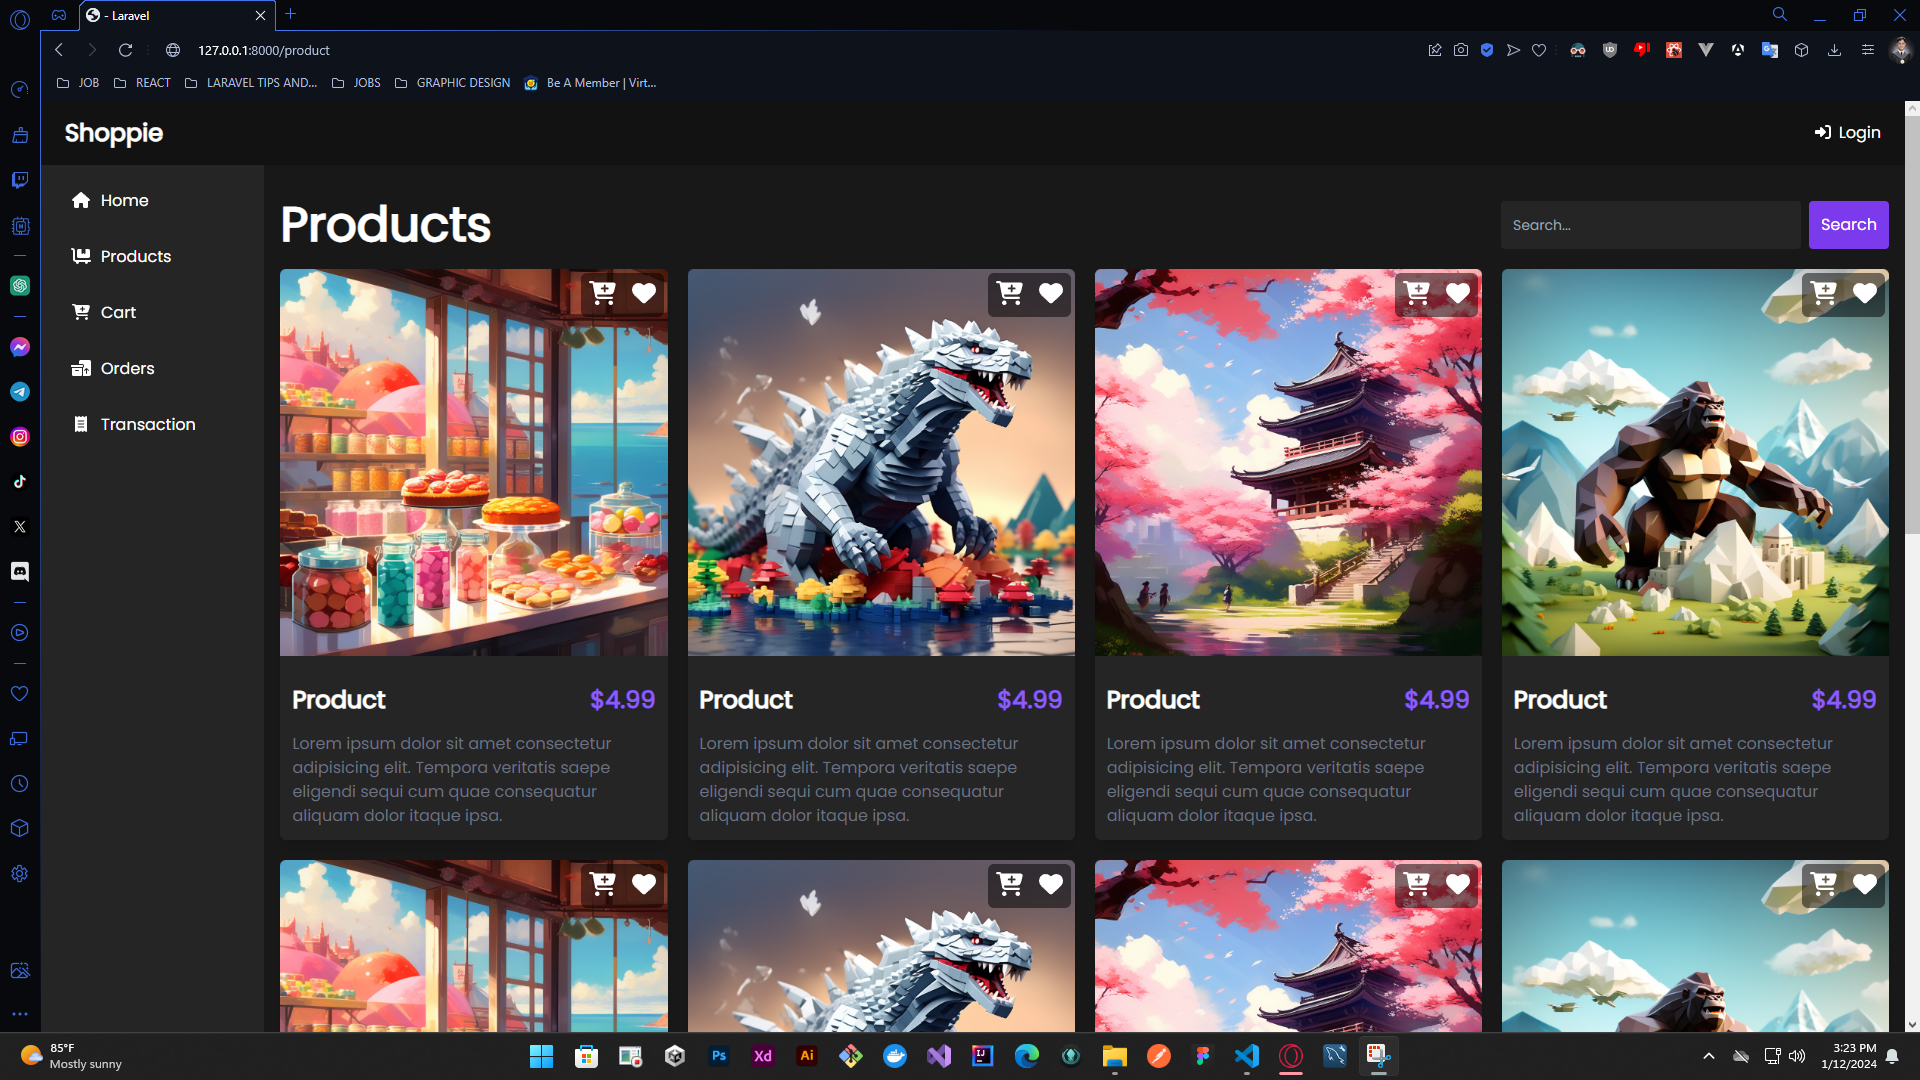 - Laravel
127.0.0.1:8000/product
JOB
REACT
LARAVEL TIPS AND...
JOBS
GRAPHIC DESIGN
Be A Member | Virt...
Shoppie
Login
Home
Products
Cart
Orders
Transaction
Products
Search...
Search
Product $4.99
Lorem ipsum dolor sit amet consectetur
adipisicing elit. Tempora veritatis saepe
eligendi sequi cum quae consequatur
aliquam dolor itaque ipsa.
Product $4.99
Lorem ipsum dolor sit amet consectetur
adipisicing elit. Tempora veritatis saepe
eligendi sequi cum quae consequatur
aliquam dolor itaque ipsa.
Product $4.99
Lorem ipsum dolor sit amet consectetur
adipisicing elit. Tempora veritatis saepe
eligendi sequi cum quae consequatur
aliquam dolor itaque ipsa.
Product $4.99
Lorem ipsum dolor sit amet consectetur
adipisicing elit. Tempora veritatis saepe
eligendi sequi cum quae consequatur
aliquam dolor itaque ipsa.
85°F
Mostly sunny
Ps
Xd
Ai
IJ
3:23 PM
1/12/2024